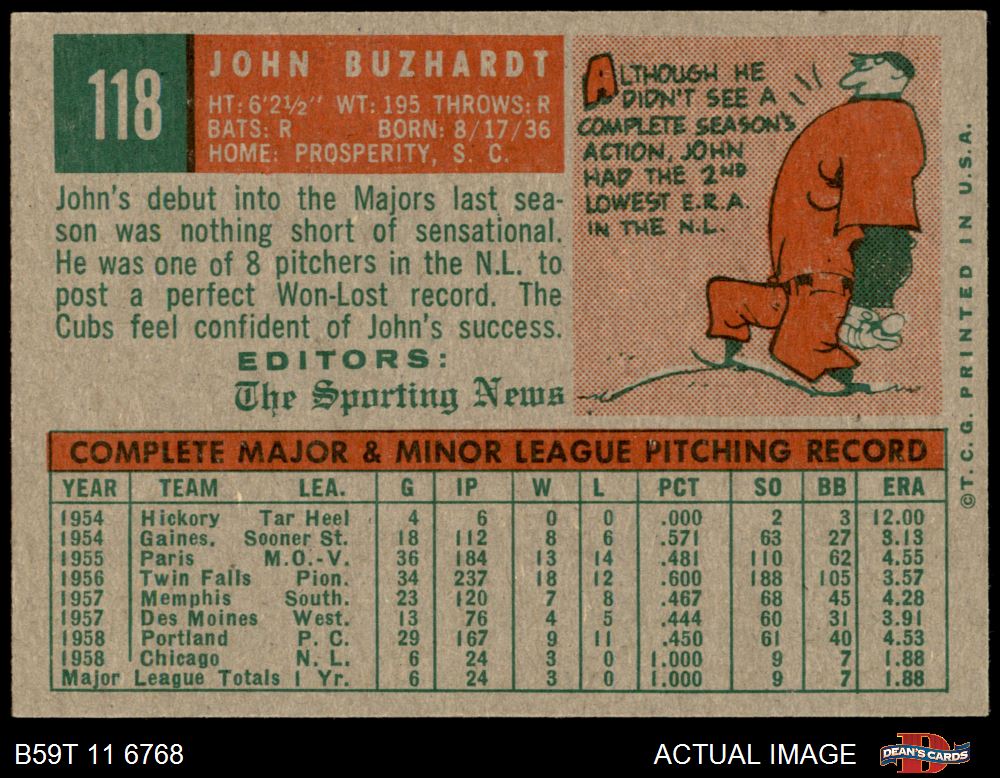 118
JOHN BUZHARDT
HT: 6'2½" WT: 195 THROWS: R
BATS: R BORN: 8/17/36
HOME: PROSPERITY, S. C.
ALTHOUGH HE
DIDN'T SEE A
COMPLETE SEASON'S
ACTION, JOHN
HAD THE 2ND
LOWEST E.R.A.
IN THE N.L.
John's debut into the Majors last sea-
son was nothing short of sensational.
He was one of 8 pitchers in the N.L. to
post a perfect Won-Lost record. The
Cubs feel confident of John's success.
EDITORS:
The Sporting News
©T.C.G. PRINTED IN U.S.A.
COMPLETE MAJOR & MINOR LEAGUE PITCHING RECORD
YEAR TEAM LEA. G IP W L PCT SO BB ERA
1954 Hickory Tar Heel 4 6 0 0 .000 2 3 12.00
1954 Gaines. Sooner St. 18 112 8 6 .571 63 27 3.13
1955 Paris M.O.-V. 36 184 13 14 .481 110 62 4.55
1956 Twin Falls Pion. 34 237 18 12 .600 188 105 3.57
1957 Memphis South. 23 120 7 8 .467 68 45 4.28
1957 Des Moines West. 13 76 4 5 .444 60 31 3.91
1958 Portland P. C. 29 167 9 11 .450 61 40 4.53
1958 Chicago N. L. 6 24 3 0 1.000 9 7 1.88
Major League Totals 1 Yr. 6 24 3 0 1.000 9 7 1.88
B59T 11 6768
ACTUAL IMAGE
DEAN'S CARDS